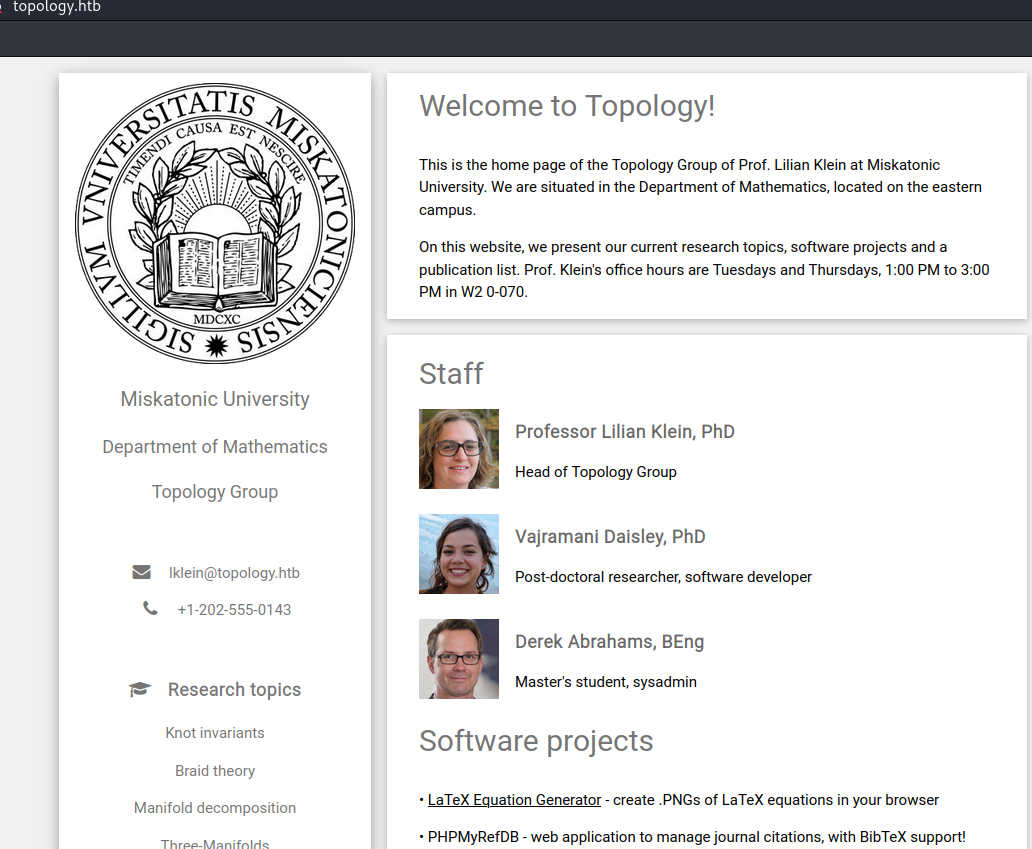 topology.htb
SIGILLVM VNIVERSITATIS MISKATONICIENSIS
TIMENDI CAUSA EST NESCIRE
MDCXC
Miskatonic University
Department of Mathematics
Topology Group
lklein@topology.htb
+1-202-555-0143
Research topics
Knot invariants
Braid theory
Manifold decomposition
Three-Manifolds
Welcome to Topology!
This is the home page of the Topology Group of Prof. Lilian Klein at Miskatonic
University. We are situated in the Department of Mathematics, located on the eastern
campus.
On this website, we present our current research topics, software projects and a
publication list. Prof. Klein's office hours are Tuesdays and Thursdays, 1:00 PM to 3:00
PM in W2 0-070.
Staff
Professor Lilian Klein, PhD
Head of Topology Group
Vajramani Daisley, PhD
Post-doctoral researcher, software developer
Derek Abrahams, BEng
Master's student, sysadmin
Software projects
• LaTeX Equation Generator - create .PNGs of LaTeX equations in your browser
• PHPMyRefDB - web application to manage journal citations, with BibTeX support!